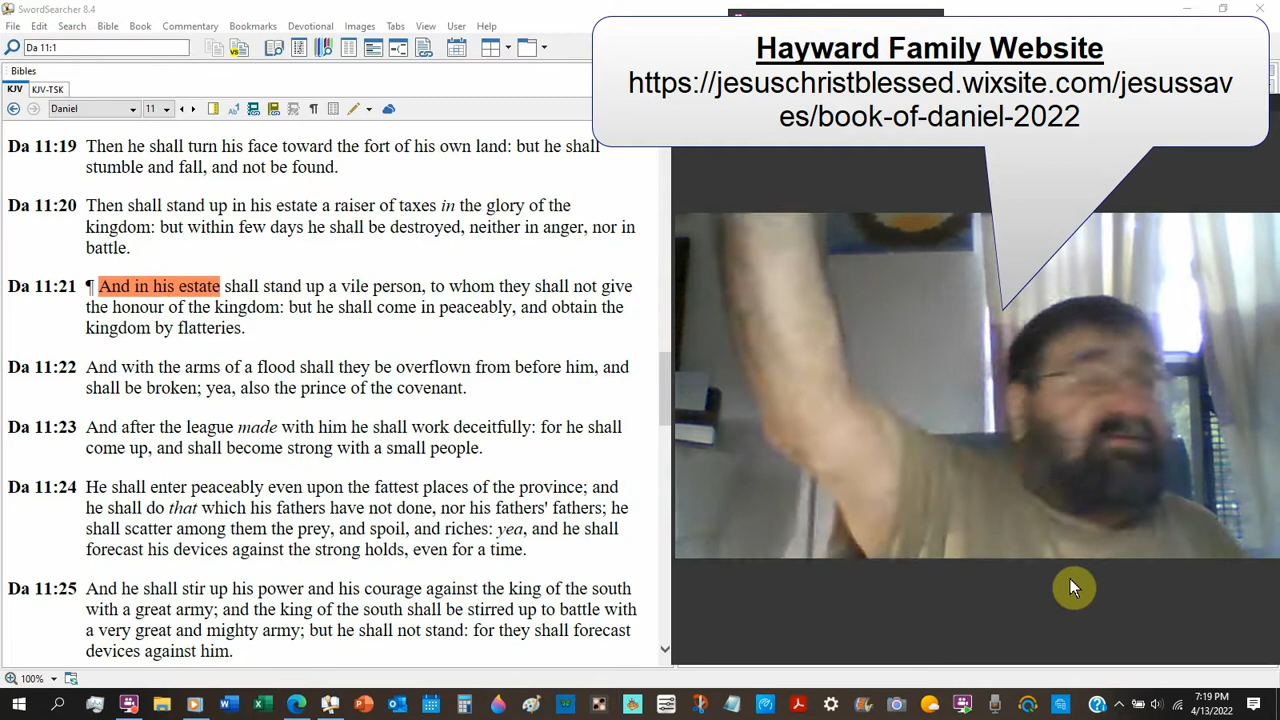 SwordSearcher 8.4
File Edit Search Bible Book Commentary Bookmarks Devotional Images Tabs View User Help
Da 11:1
Bibles
KJV KJV-TSK
Daniel 11
Hayward Family Website
https://jesuschristblessed.wixsite.com/jesussav
es/book-of-daniel-2022
Da 11:19 Then he shall turn his face toward the fort of his own land: but he shall
stumble and fall, and not be found.
Da 11:20 Then shall stand up in his estate a raiser of taxes in the glory of the
kingdom: but within few days he shall be destroyed, neither in anger, nor in
battle.
Da 11:21 ¶ And in his estate shall stand up a vile person, to whom they shall not give
the honour of the kingdom: but he shall come in peaceably, and obtain the
kingdom by flatteries.
Da 11:22 And with the arms of a flood shall they be overflown from before him, and
shall be broken; yea, also the prince of the covenant.
Da 11:23 And after the league made with him he shall work deceitfully: for he shall
come up, and shall become strong with a small people.
Da 11:24 He shall enter peaceably even upon the fattest places of the province; and
he shall do that which his fathers have not done, nor his fathers' fathers; he
shall scatter among them the prey, and spoil, and riches: yea, and he shall
forecast his devices against the strong holds, even for a time.
Da 11:25 And he shall stir up his power and his courage against the king of the south
with a great army; and the king of the south shall be stirred up to battle with
a very great and mighty army; but he shall not stand: for they shall forecast
devices against him.
100%
7:19 PM
4/13/2022